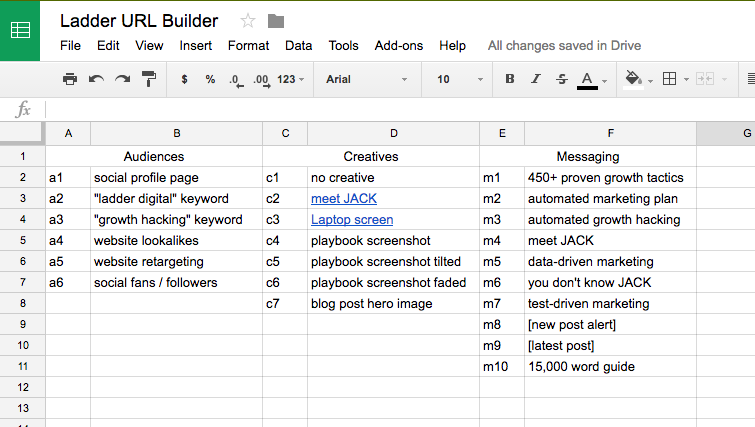 Ladder URL Builder
File Edit View Insert Format Data Tools Add-ons Help All changes saved in Drive
$ % .0 .00 123 Arial 10 B I S A
fx
A B C D E F G
1 Audiences Creatives Messaging
2 a1 social profile page c1 no creative m1 450+ proven growth tactics
3 a2 "ladder digital" keyword c2 meet JACK m2 automated marketing plan
4 a3 "growth hacking" keyword c3 Laptop screen m3 automated growth hacking
5 a4 website lookalikes c4 playbook screenshot m4 meet JACK
6 a5 website retargeting c5 playbook screenshot tilted m5 data-driven marketing
7 a6 social fans / followers c6 playbook screenshot faded m6 you don't know JACK
8 c7 blog post hero image m7 test-driven marketing
9 m8 [new post alert]
10 m9 [latest post]
11 m10 15,000 word guide
12
13